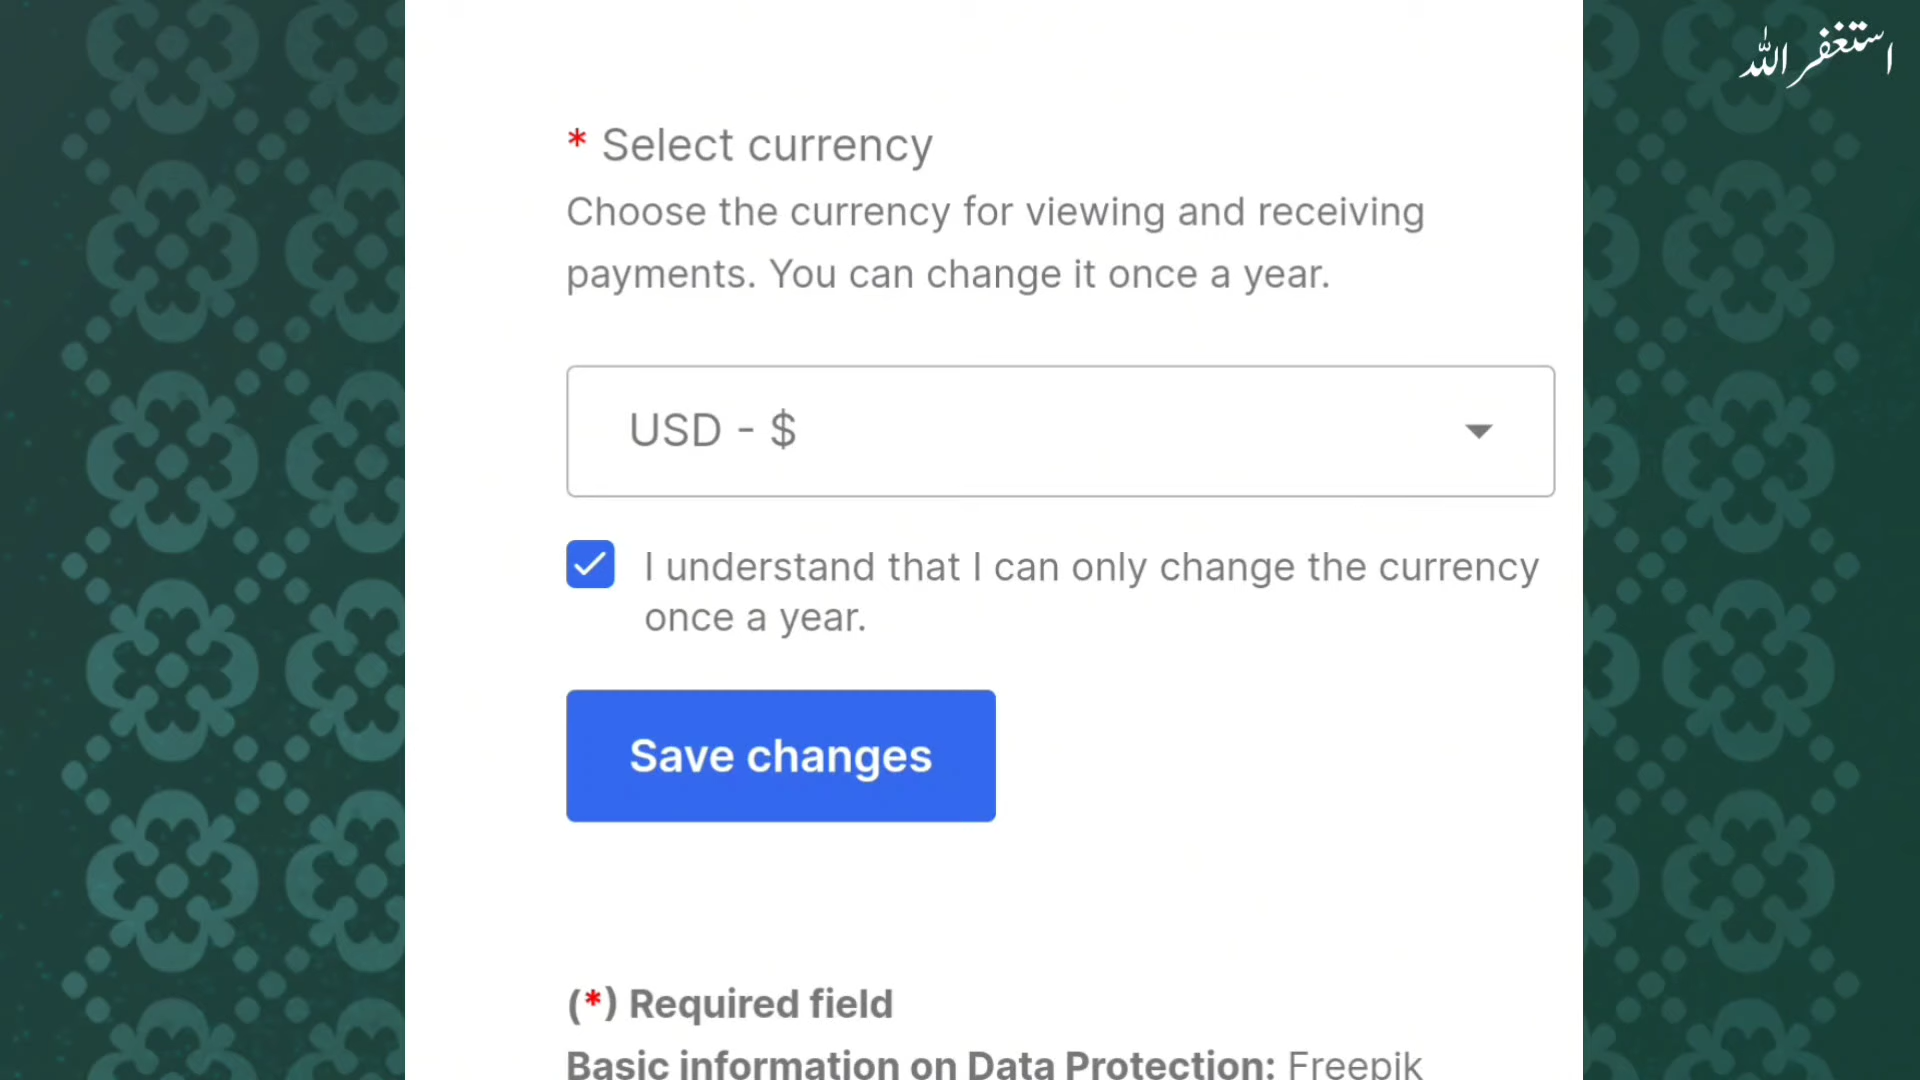 استغفر الله
* Select currency
Choose the currency for viewing and receiving
payments. You can change it once a year.
USD - $
I understand that I can only change the currency
once a year.
Save changes
(*) Required field
Basic information on Data Protection: Freepik